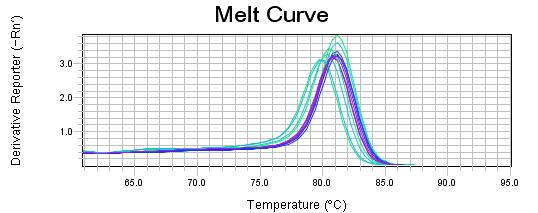 Melt Curve
Derivative Reporter (−Rn')
3.0
2.0
1.0
65.0 70.0 75.0 80.0 85.0 90.0 95.0
Temperature (°C)